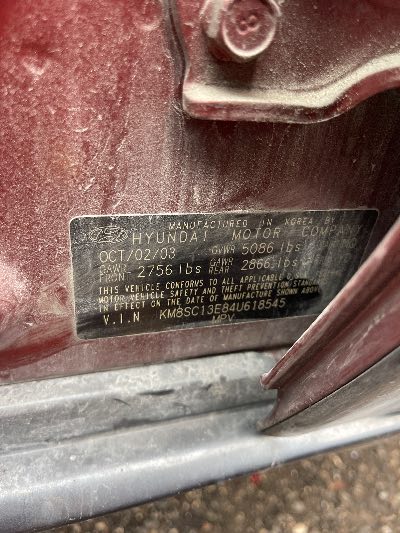 MANUFACTURED IN KOREA BY
HYUNDAI MOTOR COMPANY
OCT/02/03 GVWR 5086 lbs
GAWR FRON 2756 lbs GAWR REAR 2866 lbs
THIS VEHICLE CONFORMS TO ALL APPLICABLE
MOTOR VEHICLE SAFETY AND THEFT PREVENTION STANDARD
IN EFFECT ON THE DATE OF MANUFACTURE SHOWN ABOVE
V.I.N KM8SC13E84U618545
MPV